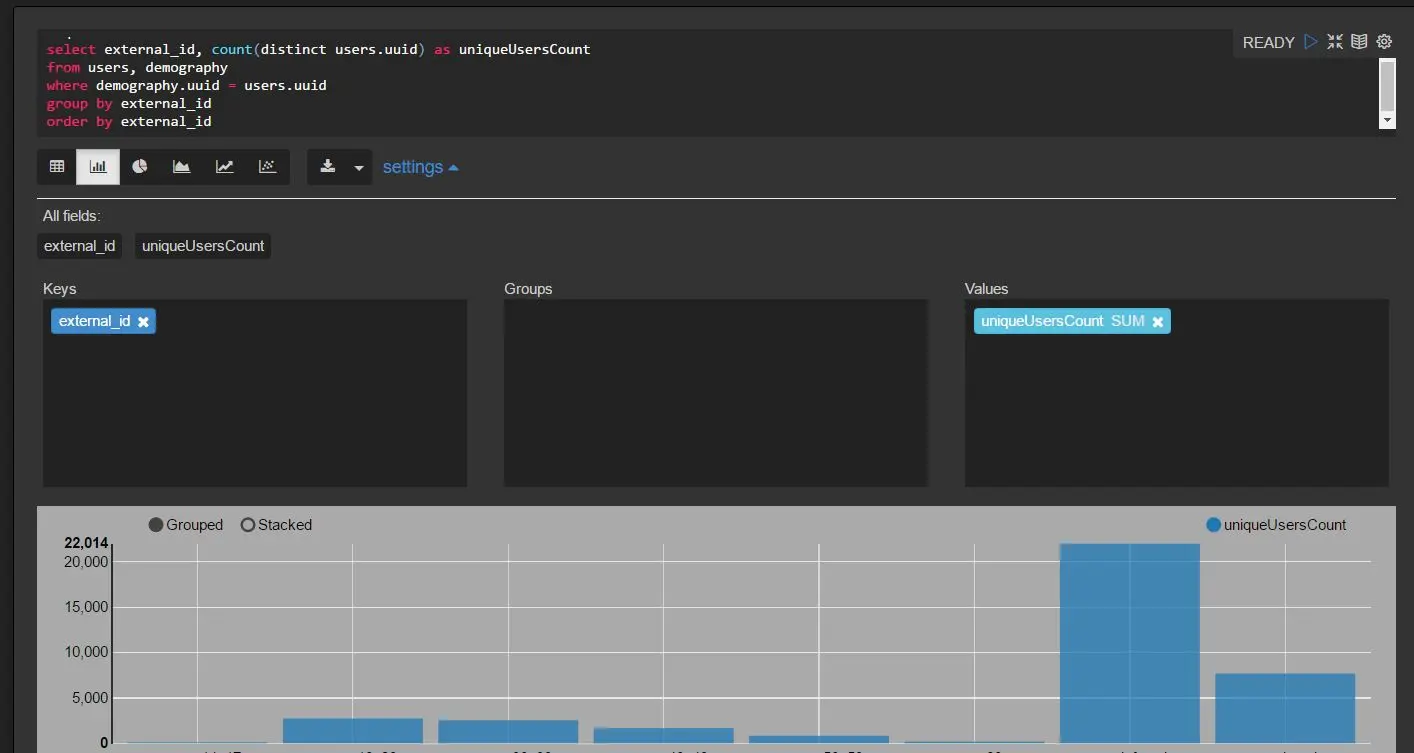 select external_id, count(distinct users.uuid) as uniqueUsersCount
from users, demography
where demography.uuid = users.uuid
group by external_id
order by external_id
READY
settings
All fields:
external_id uniqueUsersCount
Keys Groups Values
external_id uniqueUsersCount SUM
Grouped Stacked uniqueUsersCount
22,014
20,000
15,000
10,000
5,000
0